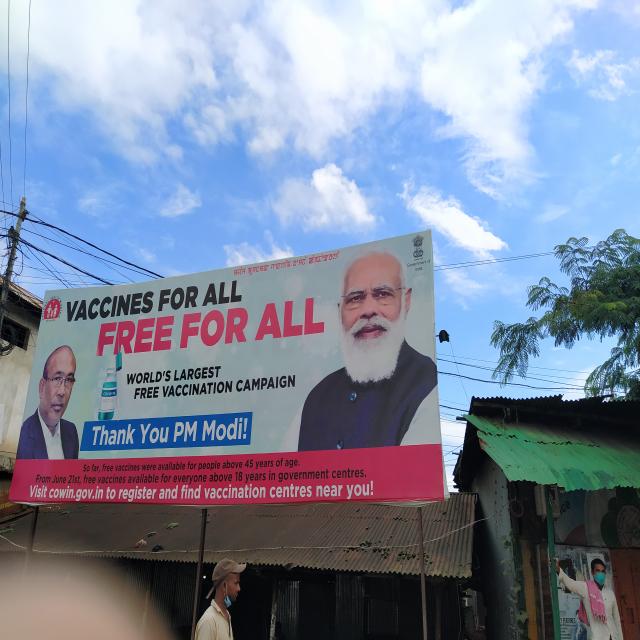 VACCINES FOR ALL
FREE FOR ALL
WORLD'S LARGEST
FREE VACCINATION CAMPAIGN
Thank You PM Modi!
So far, free vaccines were available for people above 45 years of age.
From June 21st, free vaccines available for everyone above 18 years in government centres.
Visit cowin.gov.in to register and find vaccination centres near you!